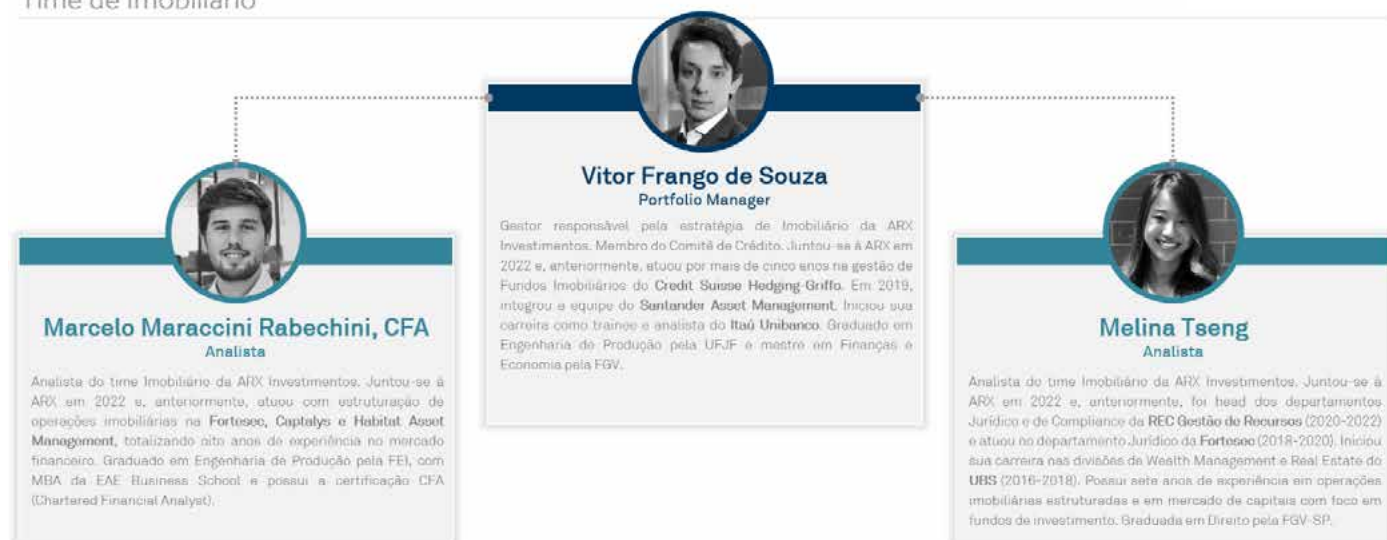 Time de Imobiliário
Vitor Frango de Souza
Portfolio Manager
Gestor responsável pela estratégia de Imobiliário da ARX
Investimentos. Membro do Comitê de Crédito. Juntou-se à ARX em
2022 e, anteriormente, atuou por mais de cinco anos na gestão de
Fundos Imobiliários do Credit Suisse Hedging-Griffo. Em 2019,
integrou a equipe do Santander Asset Management. Iniciou sua
carreira como trainee e analista do Itaú Unibanco. Graduado em
Engenharia de Produção pela UFJF e mestre em Finanças e
Economia pela FGV.
Marcelo Maraccini Rabechini, CFA
Analista
Analista do time Imobiliário da ARX Investimentos. Juntou-se à
ARX em 2022 e, anteriormente, atuou com estruturação de
operações imobiliárias na Fortesec, Captalys e Habitat Asset
Management, totalizando oito anos de experiência no mercado
financeiro. Graduado em Engenharia de Produção pela FEI, com
MBA da EAE Business School e possui a certificação CFA
(Chartered Financial Analyst).
Melina Tseng
Analista
Analista do time Imobiliário da ARX Investimentos. Juntou-se à
ARX em 2022 e, anteriormente, foi head dos departamentos
Jurídico e de Compliance da REC Gestão de Recursos (2020-2022)
e atuou no departamento Jurídico da Fortesec (2018-2020). Iniciou
sua carreira nas divisões de Wealth Management e Real Estate do
UBS (2016-2018). Possui sete anos de experiência em operações
imobiliárias estruturadas e em mercado de capitais com foco em
fundos de investimento. Graduada em Direito pela FGV-SP.